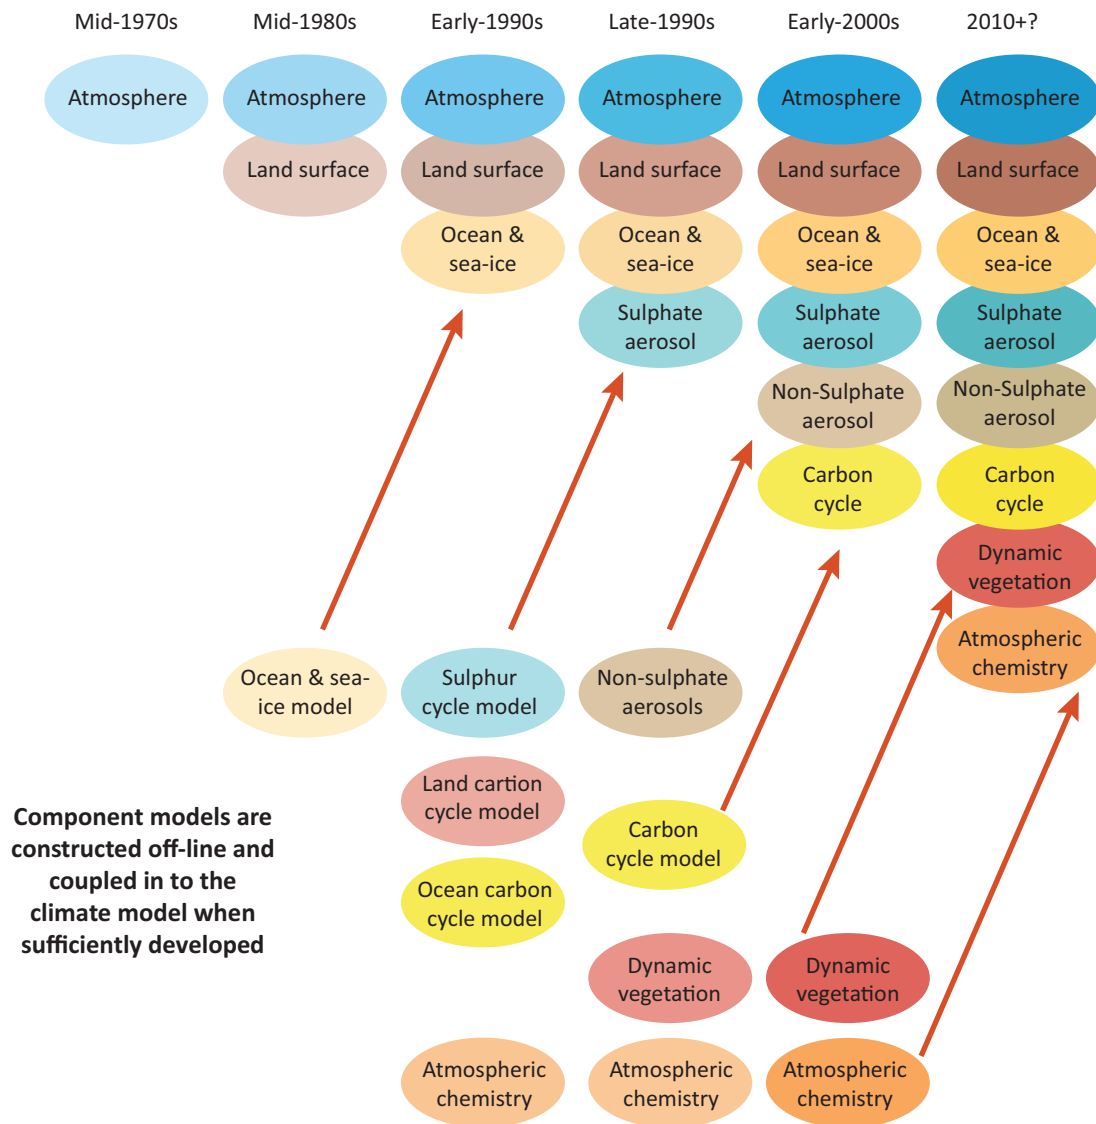 Mid-1970s
Mid-1980s
Early-1990s
Late-1990s
Early-2000s
2010+?
Atmosphere
Atmosphere
Atmosphere
Atmosphere
Atmosphere
Atmosphere
Land surface
Land surface
Land surface
Land surface
Land surface
Ocean &
sea-ice
Ocean &
sea-ice
Ocean &
sea-ice
Ocean &
sea-ice
Sulphate
aerosol
Sulphate
aerosol
Sulphate
aerosol
Non-Sulphate
aerosol
Non-Sulphate
aerosol
Carbon
cycle
Carbon
cycle
Dynamic
vegetation
Atmospheric
chemistry
Ocean & sea-
ice model
Sulphur
cycle model
Non-sulphate
aerosols
Land cartion
cycle model
Carbon
cycle model
Ocean carbon
cycle model
Component models are
constructed off-line and
coupled in to the
climate model when
sufficiently developed
Dynamic
vegetation
Dynamic
vegetation
Atmospheric
chemistry
Atmospheric
chemistry
Atmospheric
chemistry